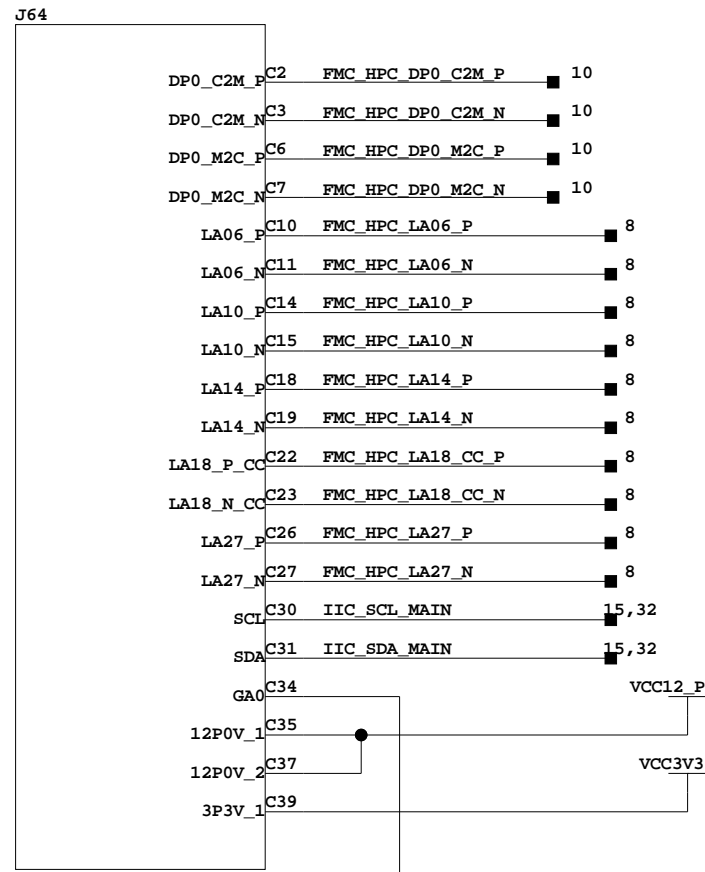 J64
DP0_C2M_P C2 FMC_HPC_DP0_C2M_P 10
DP0_C2M_N C3 FMC_HPC_DP0_C2M_N 10
DP0_M2C_P C6 FMC_HPC_DP0_M2C_P 10
DP0_M2C_N C7 FMC_HPC_DP0_M2C_N 10
LA06_P C10 FMC_HPC_LA06_P 8
LA06_N C11 FMC_HPC_LA06_N 8
LA10_P C14 FMC_HPC_LA10_P 8
LA10_N C15 FMC_HPC_LA10_N 8
LA14_P C18 FMC_HPC_LA14_P 8
LA14_N C19 FMC_HPC_LA14_N 8
LA18_P_CC C22 FMC_HPC_LA18_CC_P 8
LA18_N_CC C23 FMC_HPC_LA18_CC_N 8
LA27_P C26 FMC_HPC_LA27_P 8
LA27_N C27 FMC_HPC_LA27_N 8
SCL C30 IIC_SCL_MAIN 15,32
SDA C31 IIC_SDA_MAIN 15,32
GA0 C34 VCC12_P
12P0V_1 C35
12P0V_2 C37 VCC3V3
3P3V_1 C39